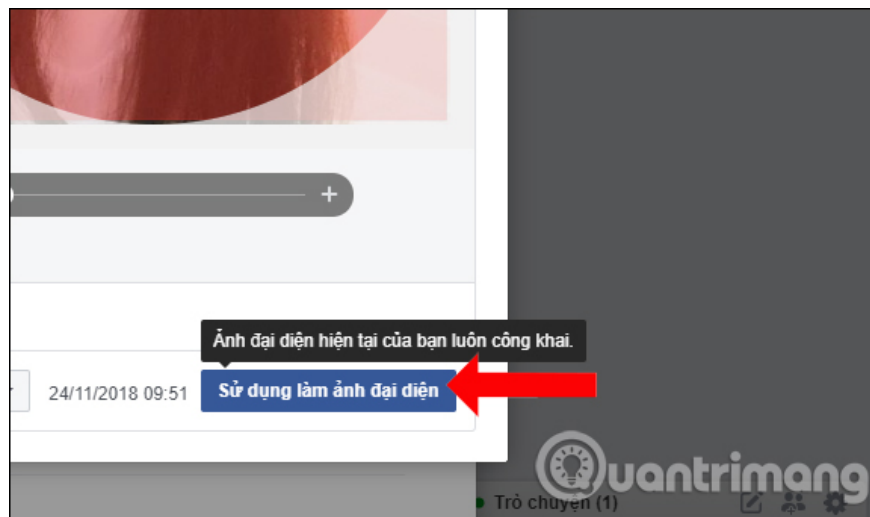 Ảnh đại diện hiện tại của bạn luôn công khai.
24/11/2018 09:51 Sử dụng làm ảnh đại diện
Quantrimang
Trò chuyện (1)